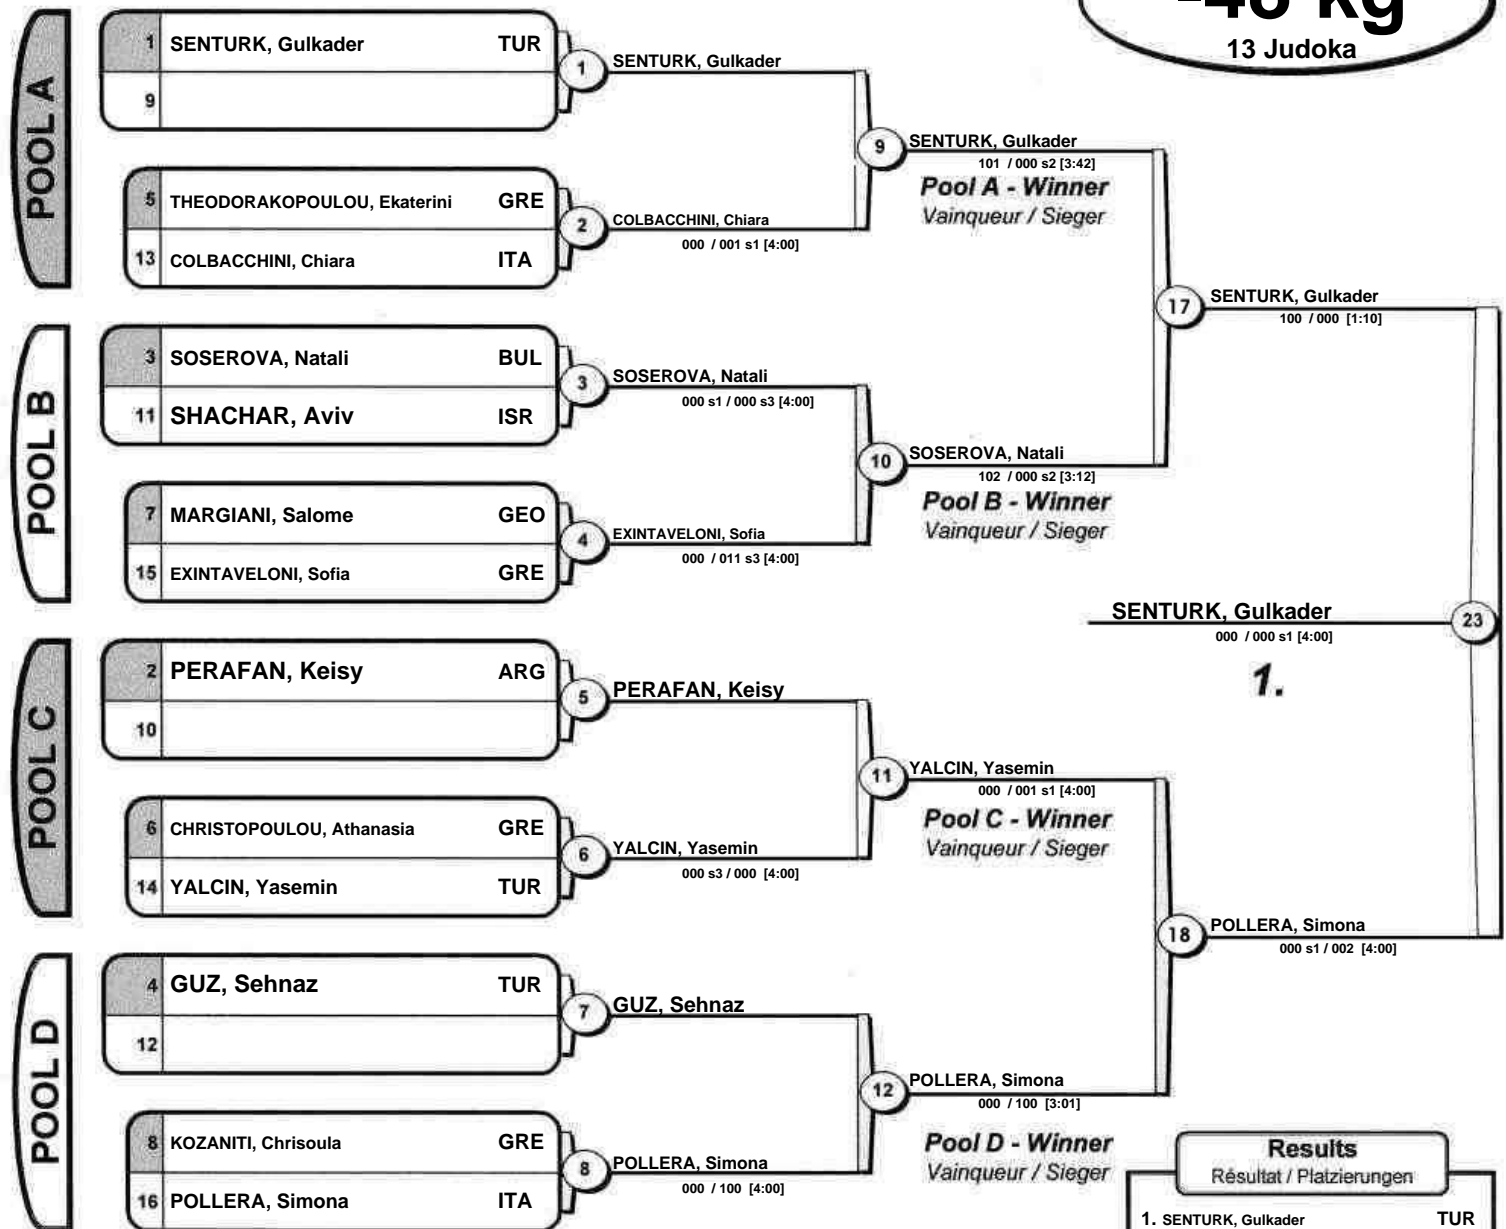 -48 kg
13 Judoka
POOL A
1 SENTURK, Gulkader TUR
9
1 SENTURK, Gulkader
5 THEODORAKOPOULOU, Ekaterini GRE
13 COLBACCHINI, Chiara ITA
2 COLBACCHINI, Chiara
000 / 001 s1 [4:00]
9 SENTURK, Gulkader
101 / 000 s2 [3:42]
Pool A - Winner
Vainqueur / Sieger
POOL B
3 SOSEROVA, Natali BUL
11 SHACHAR, Aviv ISR
3 SOSEROVA, Natali
000 s1 / 000 s3 [4:00]
7 MARGIANI, Salome GEO
15 EXINTAVELONI, Sofia GRE
4 EXINTAVELONI, Sofia
000 / 011 s3 [4:00]
10 SOSEROVA, Natali
102 / 000 s2 [3:12]
Pool B - Winner
Vainqueur / Sieger
17 SENTURK, Gulkader
100 / 000 [1:10]
POOL C
2 PERAFAN, Keisy ARG
10
5 PERAFAN, Keisy
6 CHRISTOPOULOU, Athanasia GRE
14 YALCIN, Yasemin TUR
6 YALCIN, Yasemin
000 s3 / 000 [4:00]
11 YALCIN, Yasemin
000 / 001 s1 [4:00]
Pool C - Winner
Vainqueur / Sieger
POOL D
4 GUZ, Sehnaz TUR
12
7 GUZ, Sehnaz
8 KOZANITI, Chrisoula GRE
16 POLLERA, Simona ITA
8 POLLERA, Simona
000 / 100 [4:00]
12 POLLERA, Simona
000 / 100 [3:01]
Pool D - Winner
Vainqueur / Sieger
18 POLLERA, Simona
000 s1 / 002 [4:00]
SENTURK, Gulkader 23
000 / 000 s1 [4:00]
1.
Results
Résultat / Platzierungen
1. SENTURK, Gulkader TUR